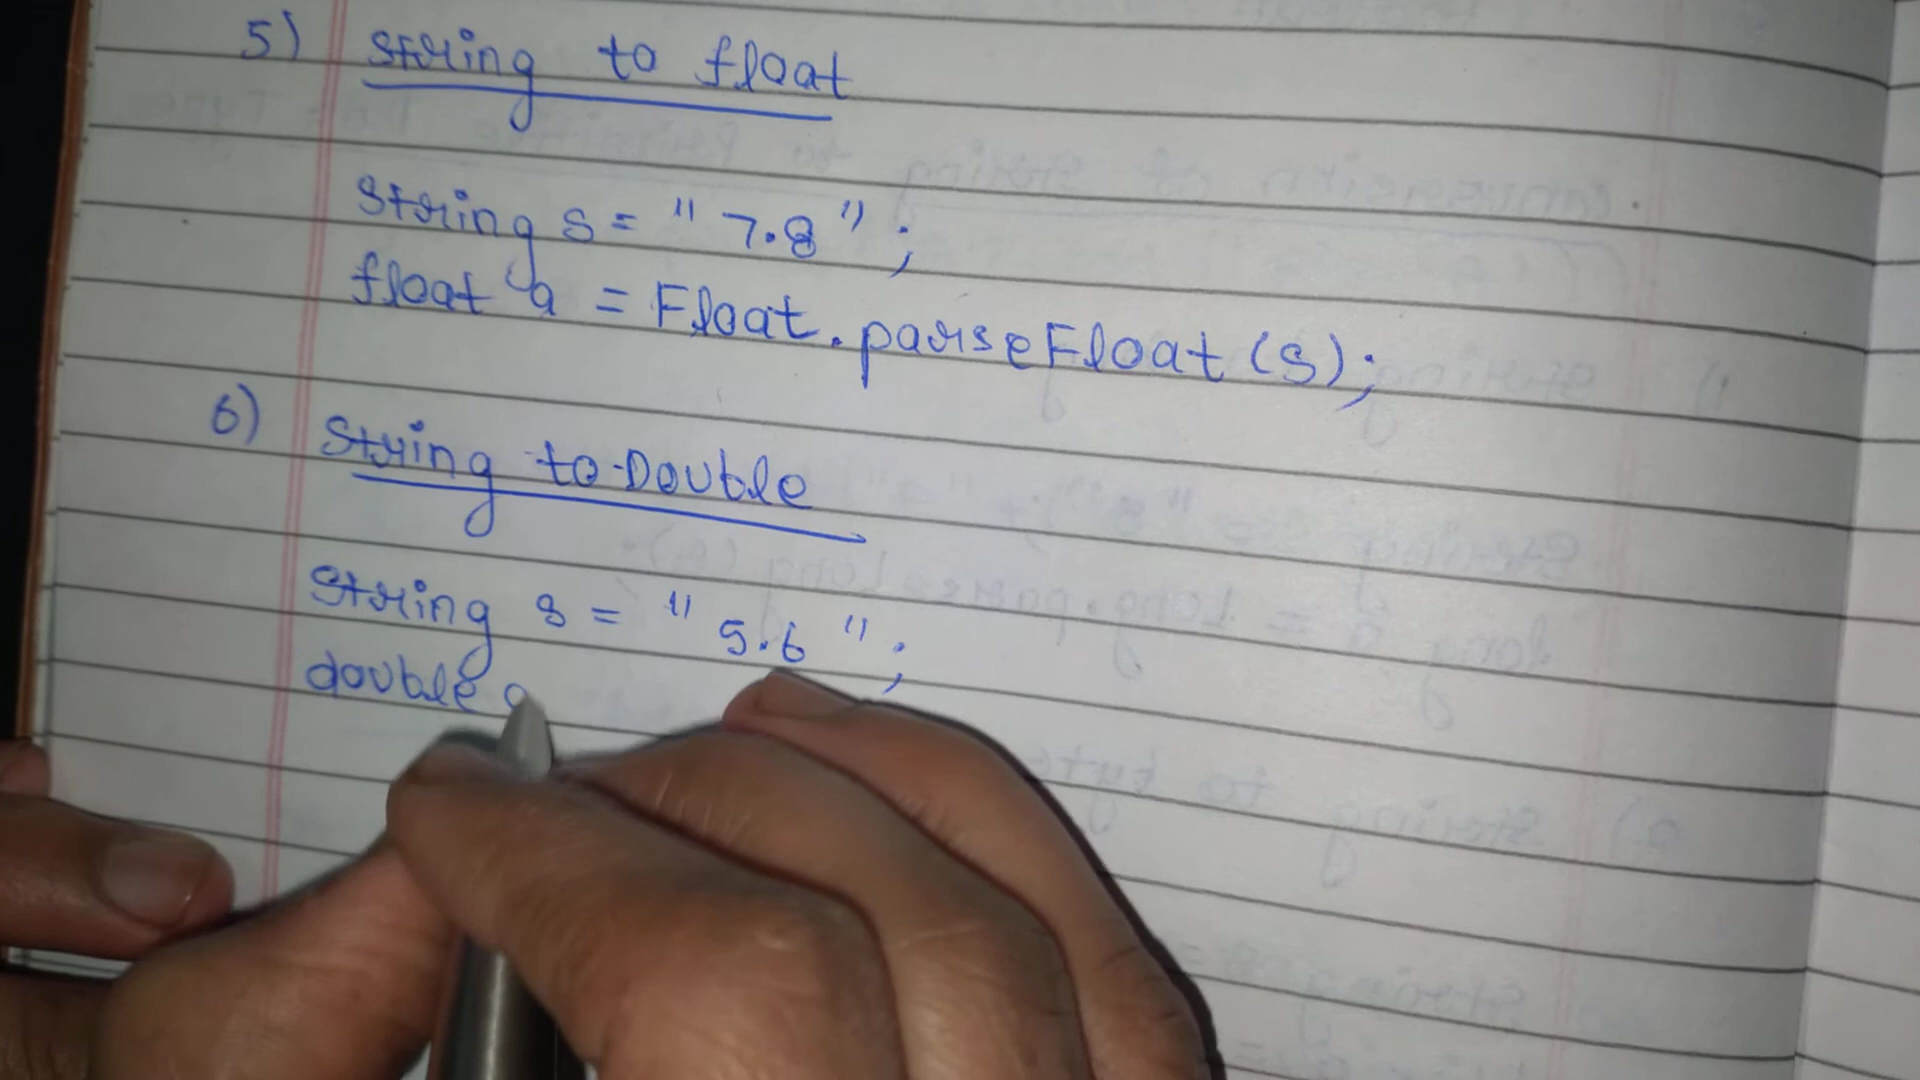 5) String to float
String s = "7.8";
float a = Float.parseFloat(s);
6) String to Double
String s = "5.6";
double a